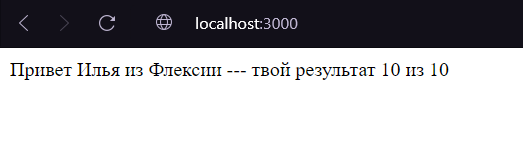 localhost:3000
Привет Илья из Флексии --- твой результат 10 из 10